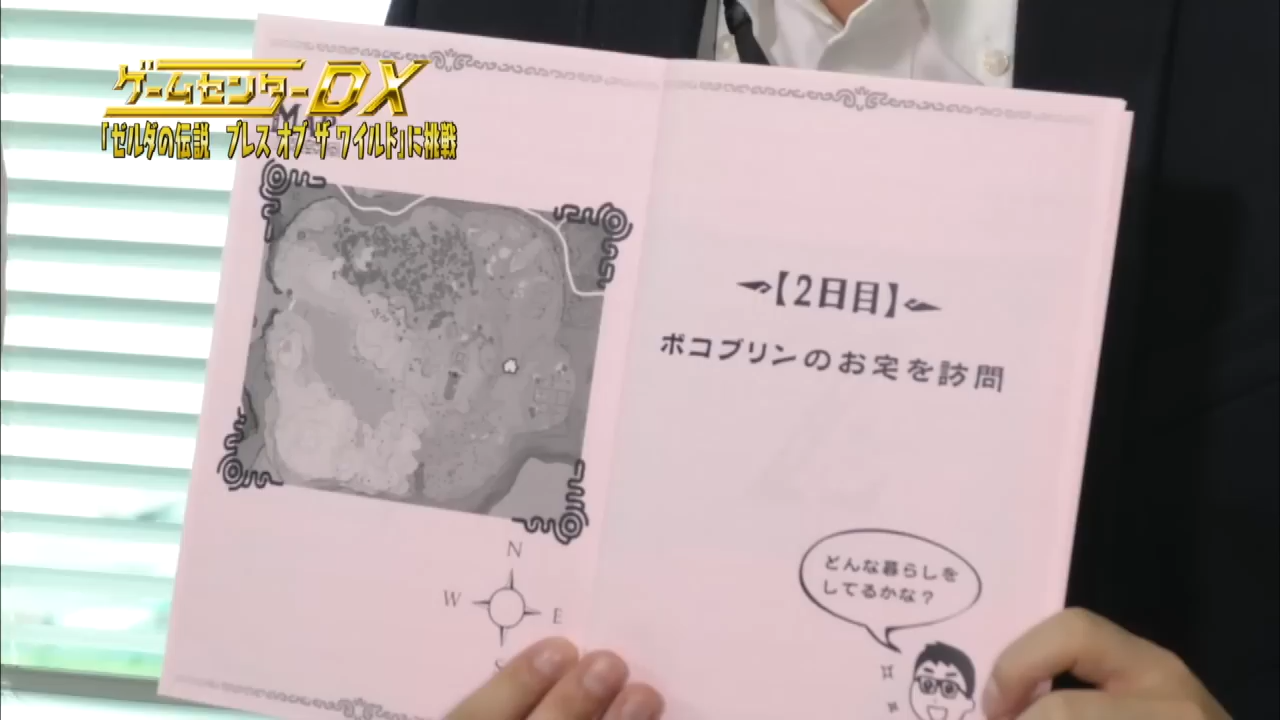 ゲームセンターDX
「ゼルダの伝説 ブレス オブ ザ ワイルド」に挑戦
Map
【2日目】
ボコブリンのお宅を訪問
N
W
E
どんな暮らしを
してるかな?